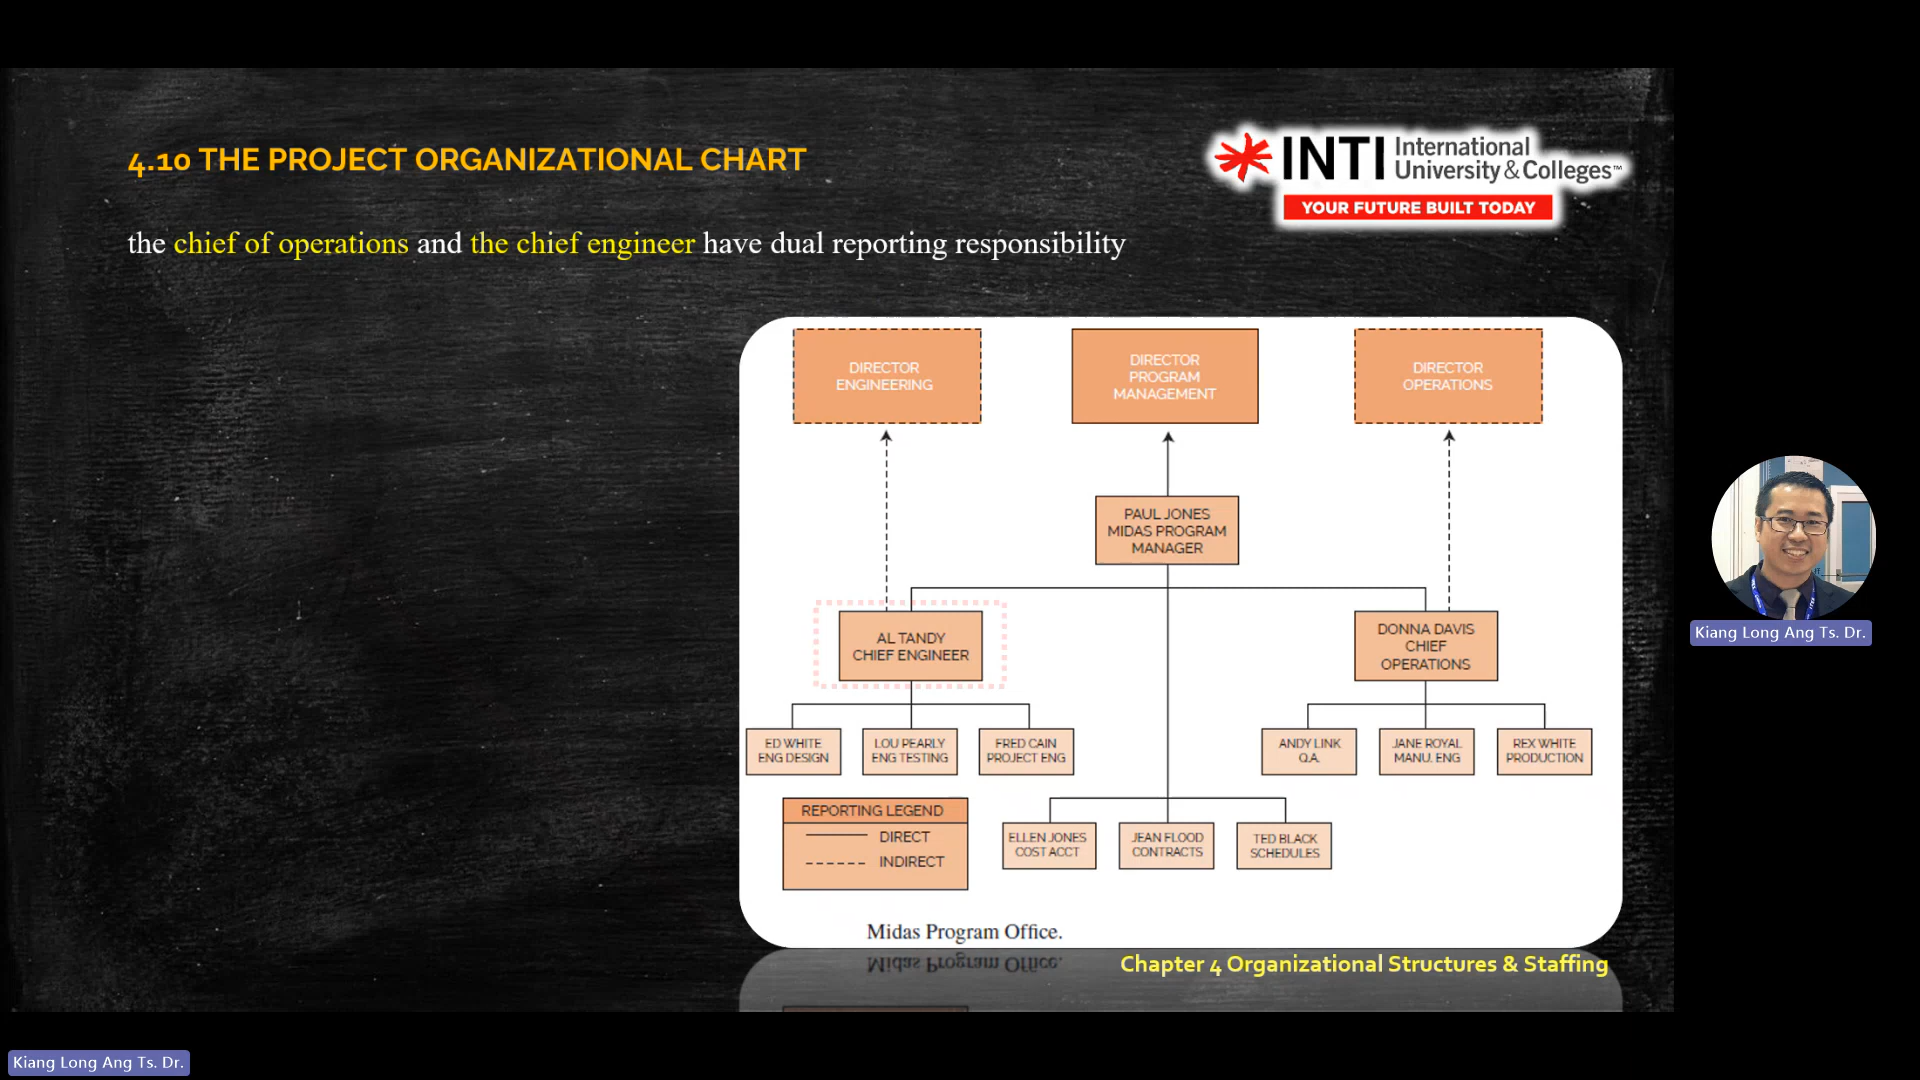 4.10 THE PROJECT ORGANIZATIONAL CHART
INTI International
University & Colleges™
YOUR FUTURE BUILT TODAY
the chief of operations and the chief engineer have dual reporting responsibility
DIRECTOR
ENGINEERING
DIRECTOR
PROGRAM
MANAGEMENT
DIRECTOR
OPERATIONS
PAUL JONES
MIDAS PROGRAM
MANAGER
AL TANDY
CHIEF ENGINEER
DONNA DAVIS
CHIEF
OPERATIONS
ED WHITE
ENG DESIGN
LOU PEARLY
ENG TESTING
FRED CAIN
PROJECT ENG
ANDY LINK
Q.A.
JANE ROYAL
MANU. ENG
REX WHITE
PRODUCTION
REPORTING LEGEND
DIRECT
INDIRECT
ELLEN JONES
COST ACCT
JEAN FLOOD
CONTRACTS
TED BLACK
SCHEDULES
Midas Program Office.
Chapter 4 Organizational Structures & Staffing
Kiang Long Ang Ts. Dr.
Kiang Long Ang Ts. Dr.